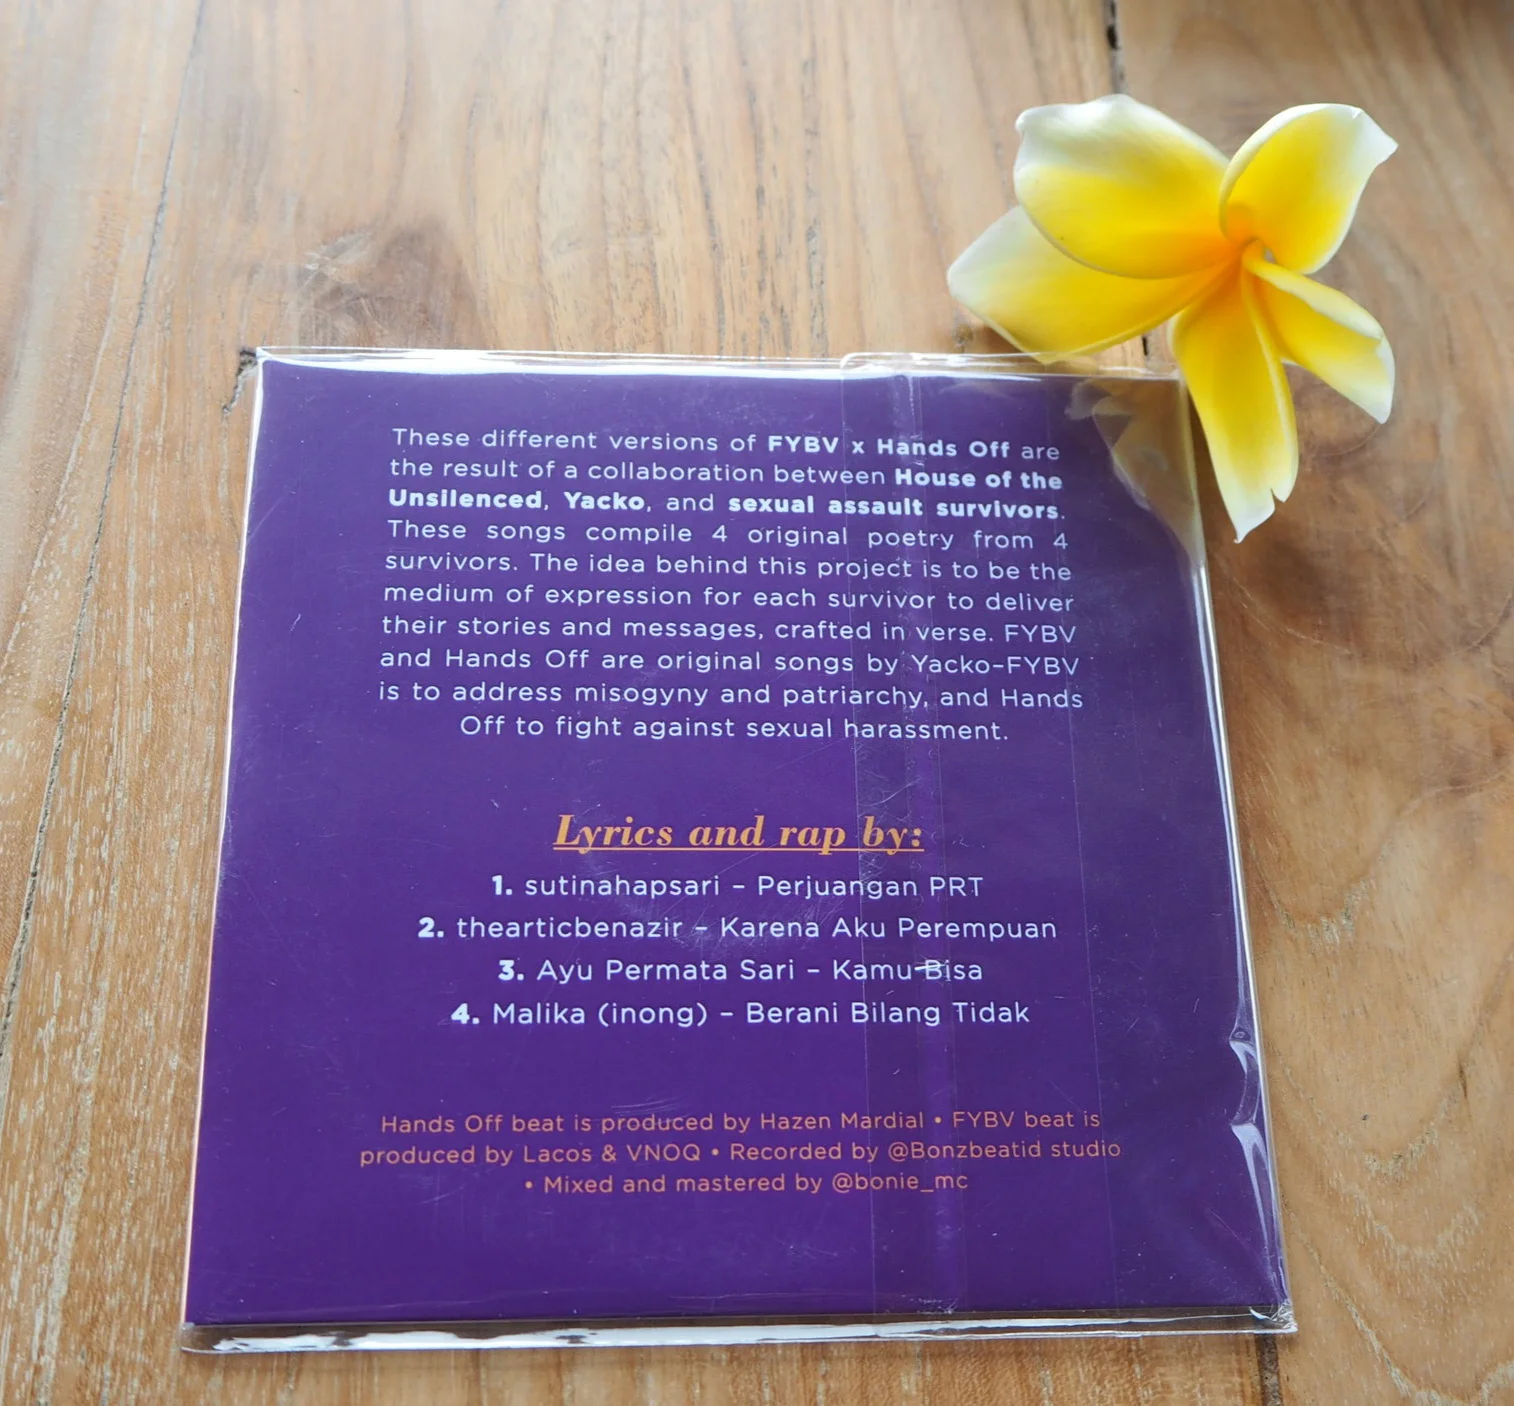 These different versions of FYBV x Hands Off are
the result of a collaboration between House of the
Unsilenced, Yacko, and sexual assault survivors.
These songs compile 4 original poetry from 4
survivors. The idea behind this project is to be the
medium of expression for each survivor to deliver
their stories and messages, crafted in verse. FYBV
and Hands Off are original songs by Yacko–FYBV
is to address misogyny and patriarchy, and Hands
Off to fight against sexual harassment.
Lyrics and rap by:
1. sutinahapsari – Perjuangan PRT
2. thearticbenazir – Karena Aku Perempuan
3. Ayu Permata Sari – Kamu Bisa
4. Malika (inong) – Berani Bilang Tidak
Hands Off beat is produced by Hazen Mardial • FYBV beat is
produced by Lacos & VNOQ • Recorded by @Bonzbeatid studio
• Mixed and mastered by @bonie_mc